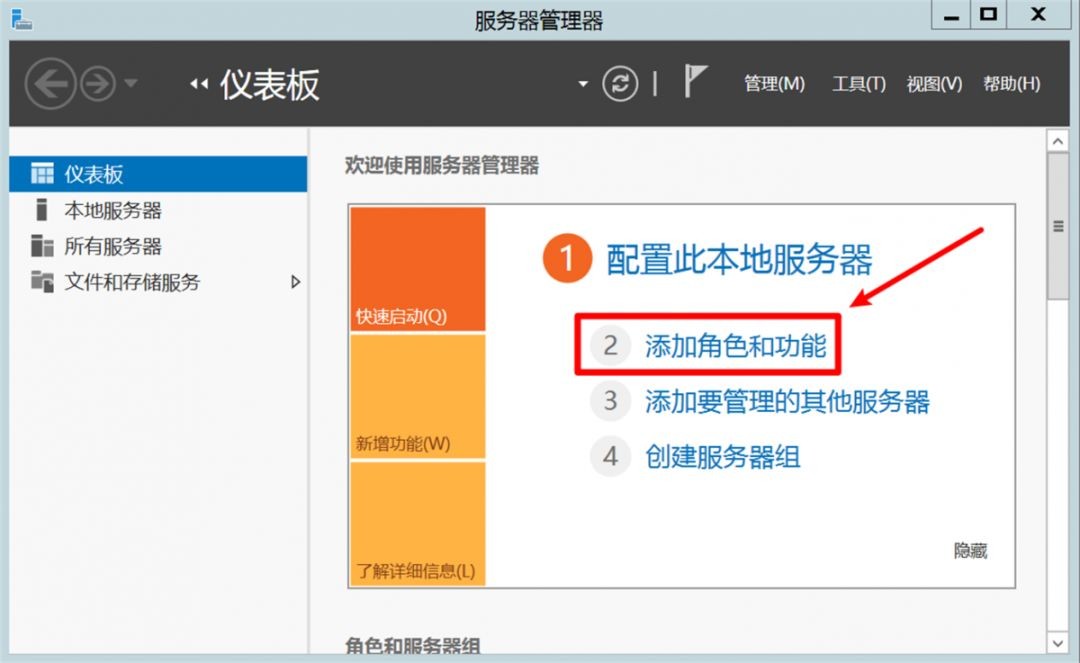 服务器管理器
仪表板
管理(M) 工具(T) 视图(V) 帮助(H)
仪表板
本地服务器
所有服务器
文件和存储服务
欢迎使用服务器管理器
快速启动(Q)
新增功能(W)
了解详细信息(L)
1 配置此本地服务器
2 添加角色和功能
3 添加要管理的其他服务器
4 创建服务器组
隐藏
角色和服务器组